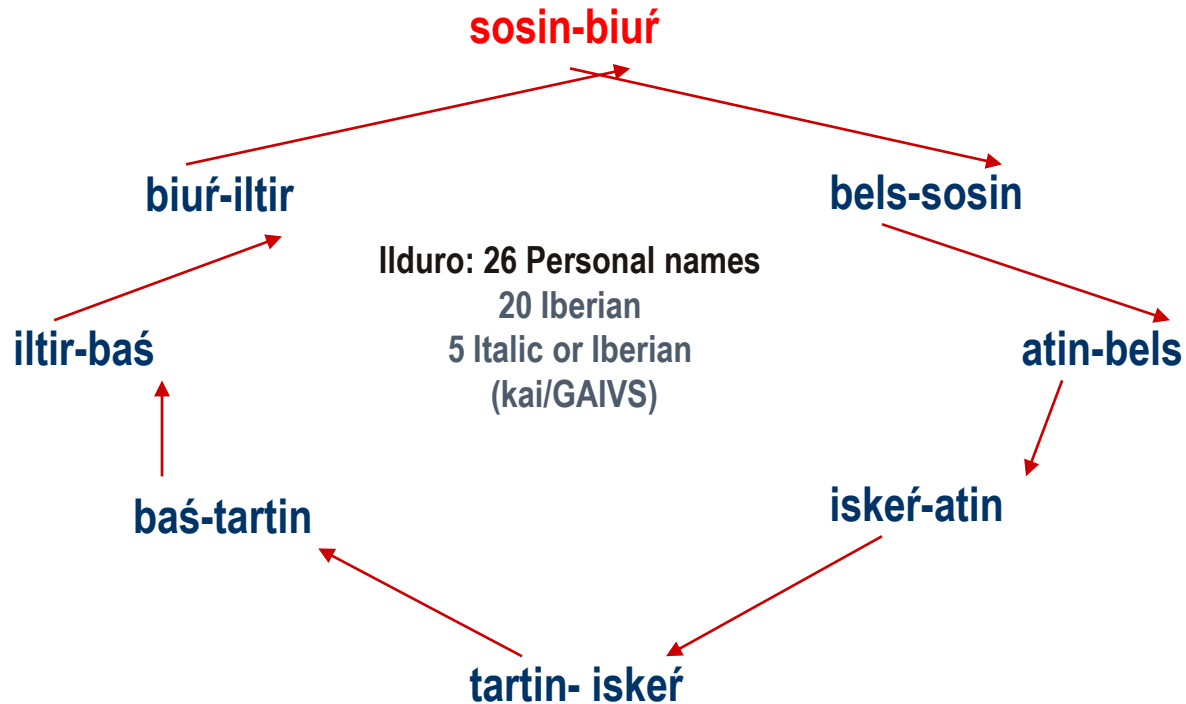 sosin-biuŕ
biuŕ-iltir
bels-sosin
Ilduro: 26 Personal names
20 Iberian
5 Italic or Iberian
(kai/GAIVS)
iltir-baś
atin-bels
baś-tartin
iskeŕ-atin
tartin- iskeŕ